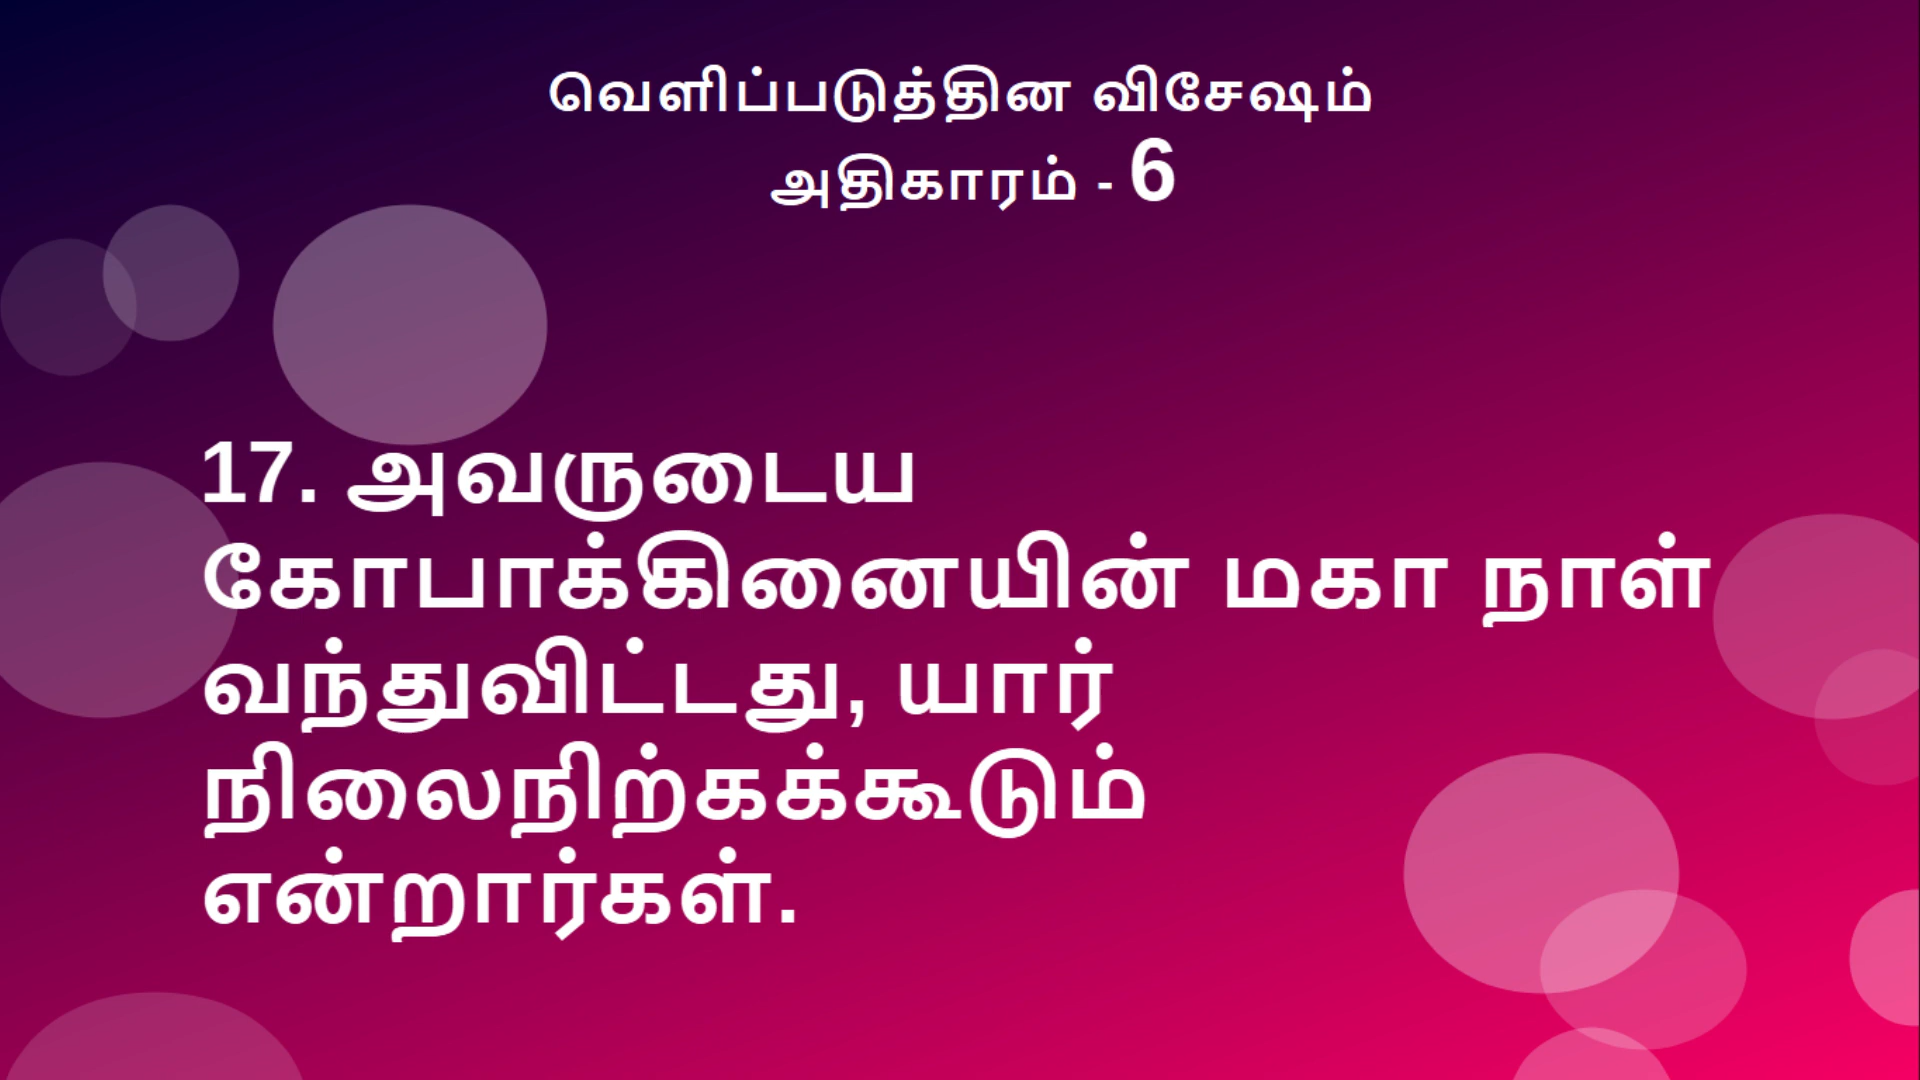 வெளிப்படுத்தின விசேஷம்
அதிகாரம் - 6
17. அவருடைய
கோபாக்கினையின் மகா நாள்
வந்துவிட்டது, யார்
நிலைநிற்கக்கூடும்
என்றார்கள்.